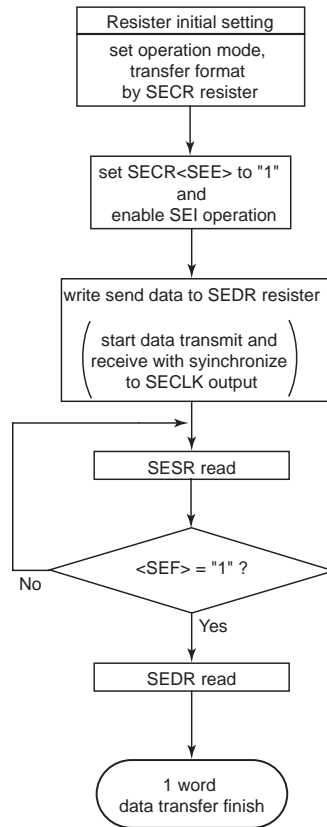 Resister initial setting
set operation mode,
transfer format
by SECR resister
set SECR<SEE> to "1"
and
enable SEI operation
write send data to SEDR resister
start data transmit and
receive with syinchronize
to SECLK output
SESR read
<SEF> = "1" ?
No
Yes
SEDR read
1 word
data transfer finish